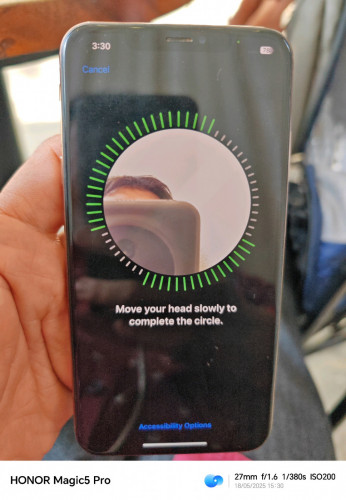 3:30
Cancel
Move your head slowly to
complete the circle.
Accessibility Options
HONOR Magic5 Pro
27mm f/1.6 1/380s ISO200
18/05/2025 15:30